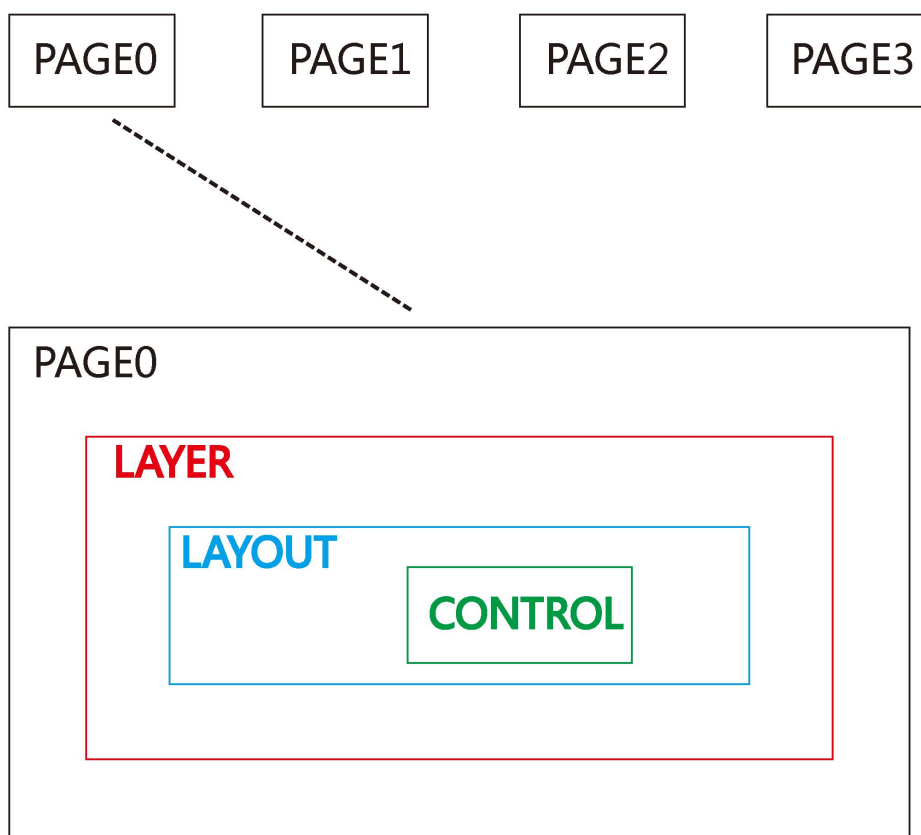 PAGE0 PAGE1 PAGE2 PAGE3
PAGE0
LAYER
LAYOUT
CONTROL